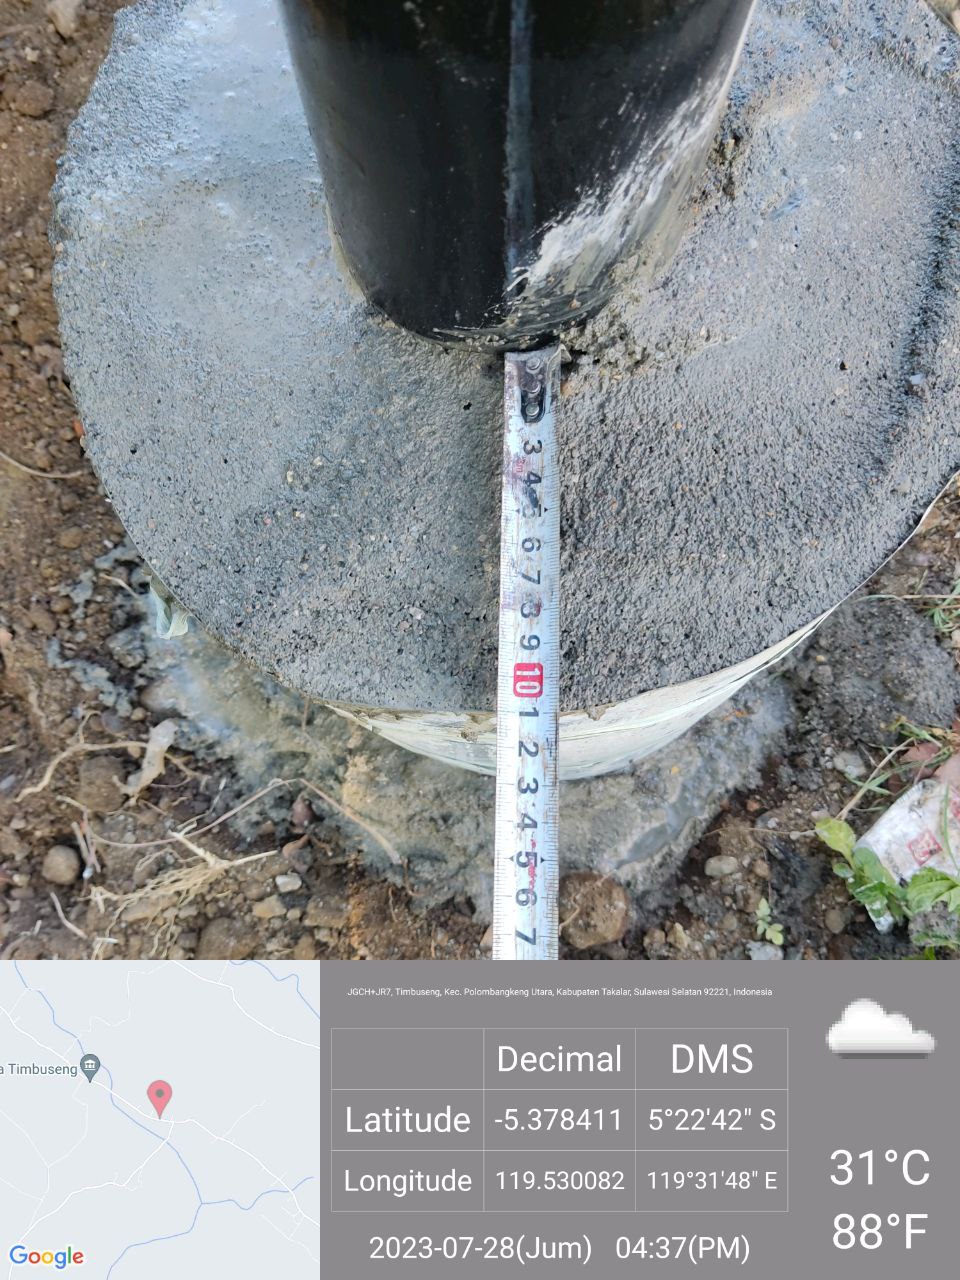 3
4
5
6
7
8
9
10
1
2
3
4
5
6
7
a Timbuseng
Google
JGCH+JR7, Timbuseng, Kec. Polombangkeng Utara, Kabupaten Takalar, Sulawesi Selatan 92221, Indonesia
Decimal DMS
Latitude -5.378411 5°22'42" S
Longitude 119.530082 119°31'48" E
2023-07-28(Jum) 04:37(PM)
31°C
88°F